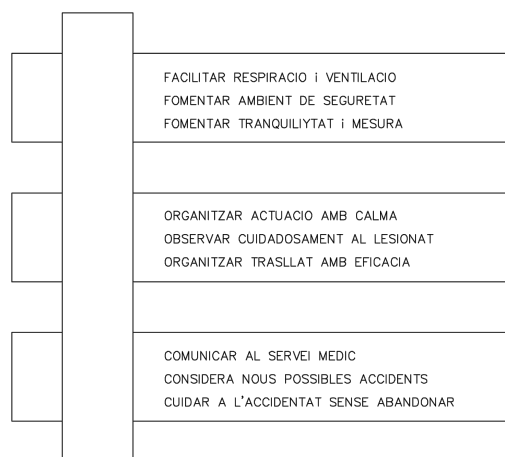 FACILITAR RESPIRACIO i VENTILACIO
FOMENTAR AMBIENT DE SEGURETAT
FOMENTAR TRANQUILIYTAT i MESURA
ORGANITZAR ACTUACIO AMB CALMA
OBSERVAR CUIDADOSAMENT AL LESIONAT
ORGANITZAR TRASLLAT AMB EFICACIA
COMUNICAR AL SERVEI MEDIC
CONSIDERA NOUS POSSIBLES ACCIDENTS
CUIDAR A L'ACCIDENTAT SENSE ABANDONAR